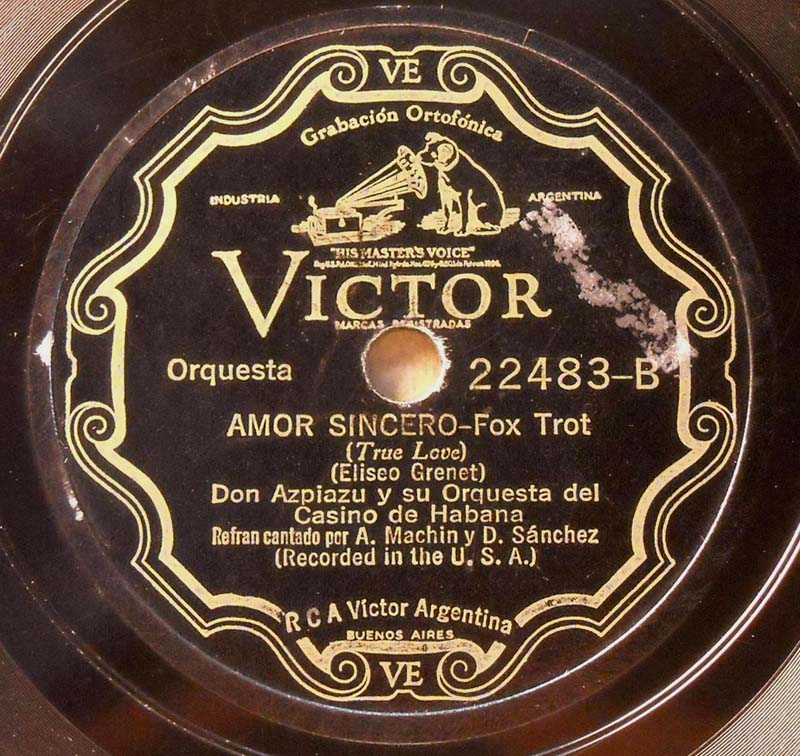 VE
Grabación Ortofónica
INDUSTRIA ARGENTINA
"HIS MASTER'S VOICE"
VICTOR
MARCAS REGISTRADAS
Orquesta 22483-B
AMOR SINCERO-Fox Trot
(True Love)
(Eliseo Grenet)
Don Azpiazu y su Orquesta del
Casino de Habana
Refran cantado por A. Machin y D. Sánchez
(Recorded in the U. S. A.)
R C A Victor Argentina
BUENOS AIRES
VE